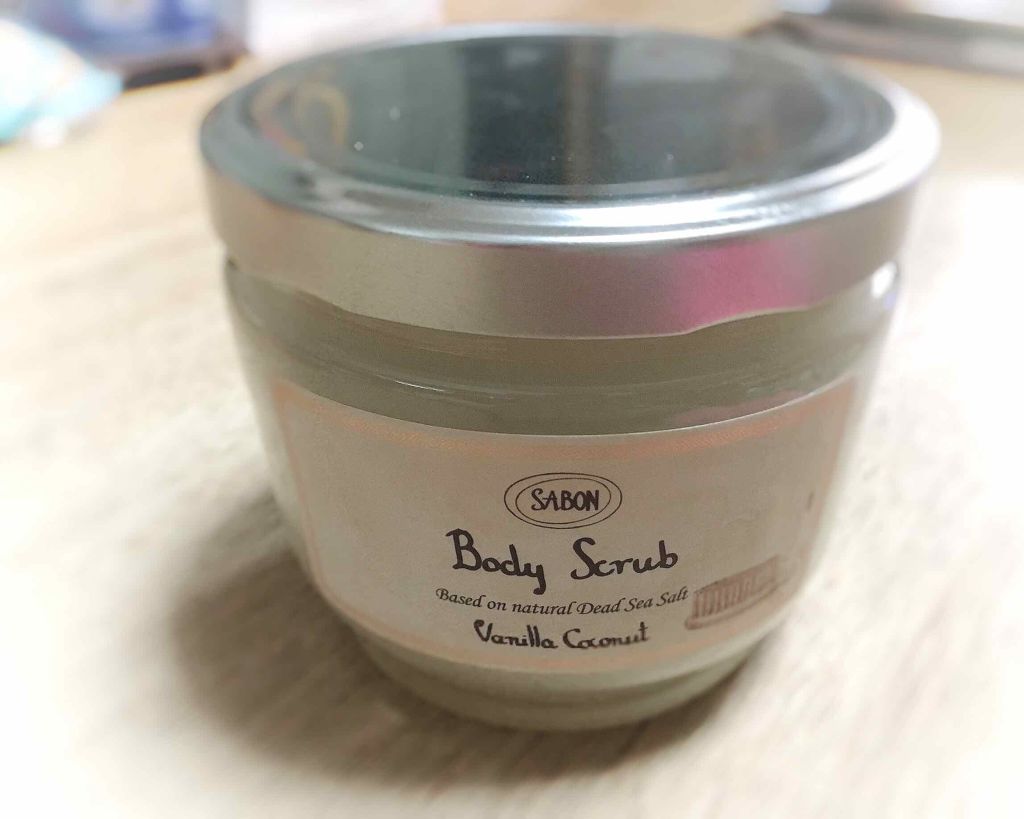 SABON
Body Scrub
Based on natural Dead Sea Salt
Vanilla Coconut